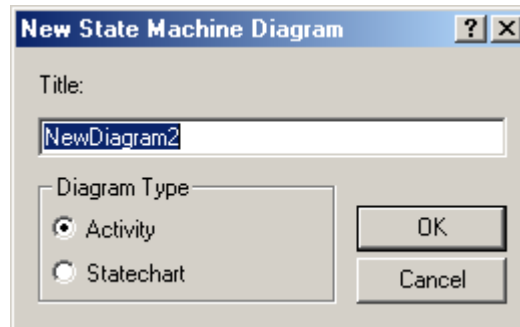 New State Machine Diagram
Title:
NewDiagram2
Diagram Type
Activity
OK
Statechart
Cancel